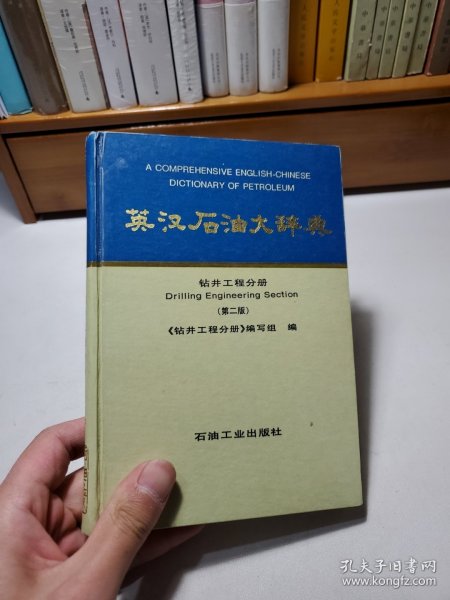 A COMPREHENSIVE ENGLISH-CHINESE
DICTIONARY OF PETROLEUM
英汉石油大辞典
钻井工程分册
Drilling Engineering Section
(第二版)
《钻井工程分册》编写组 编
石油工业出版社
孔夫子旧书网
www.kongfz.com